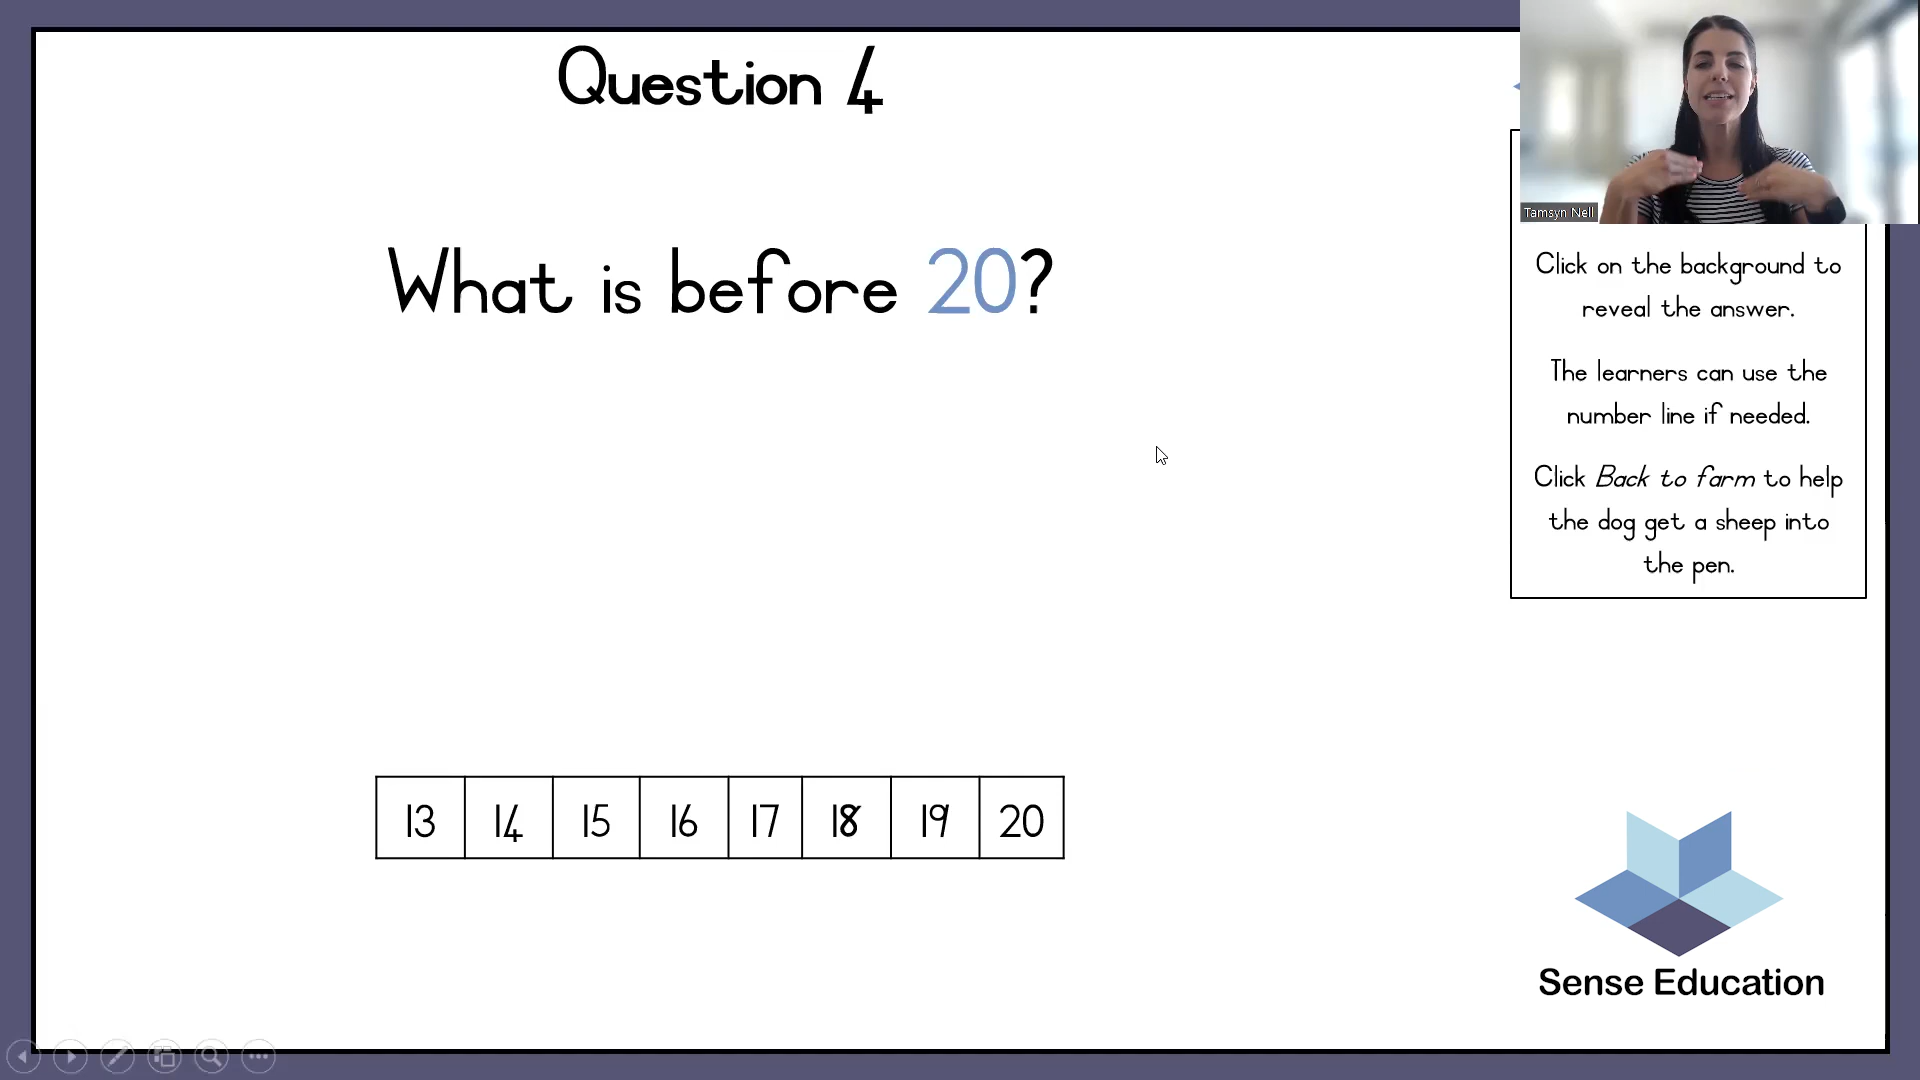 Question 4
What is before 20?
13 14 15 16 17 18 19 20
Tamsyn Nell
Click on the background to
reveal the answer.
The learners can use the
number line if needed.
Click Back to farm to help
the dog get a sheep into
the pen.
Sense Education